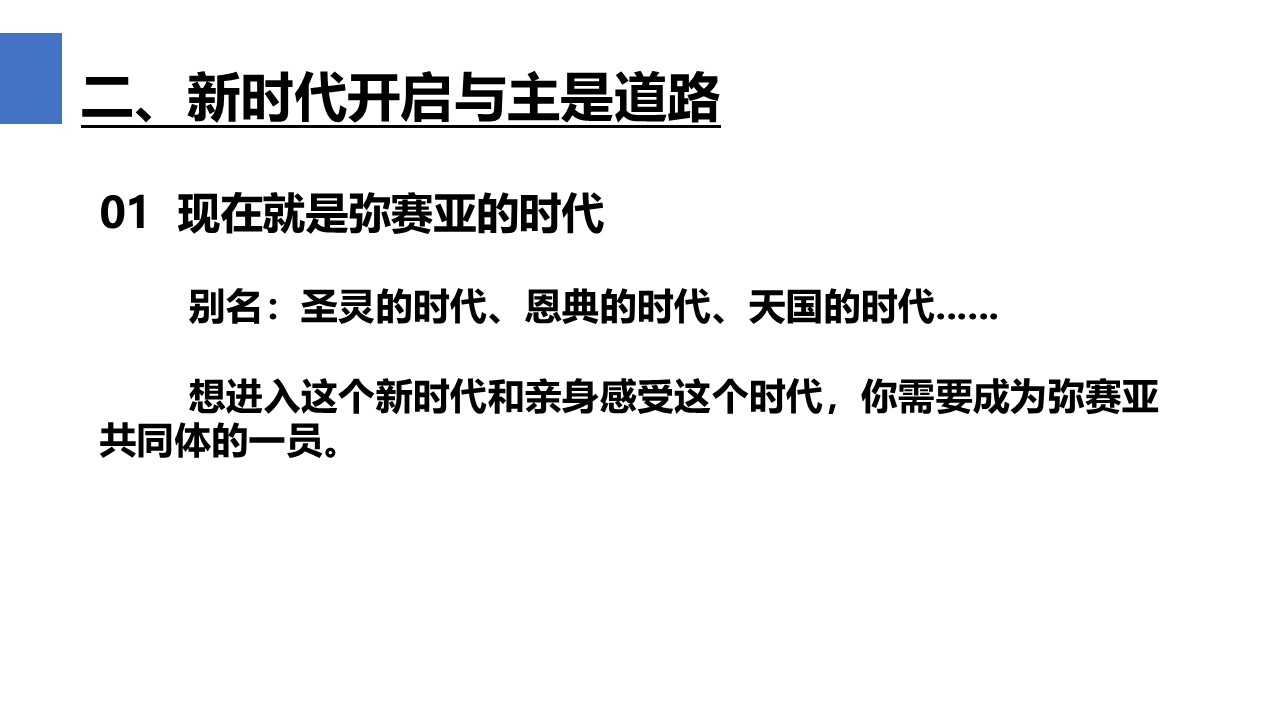 二、新时代开启与主是道路
01 现在就是弥赛亚的时代
别名：圣灵的时代、恩典的时代、天国的时代……
想进入这个新时代和亲身感受这个时代，你需要成为弥赛亚
共同体的一员。